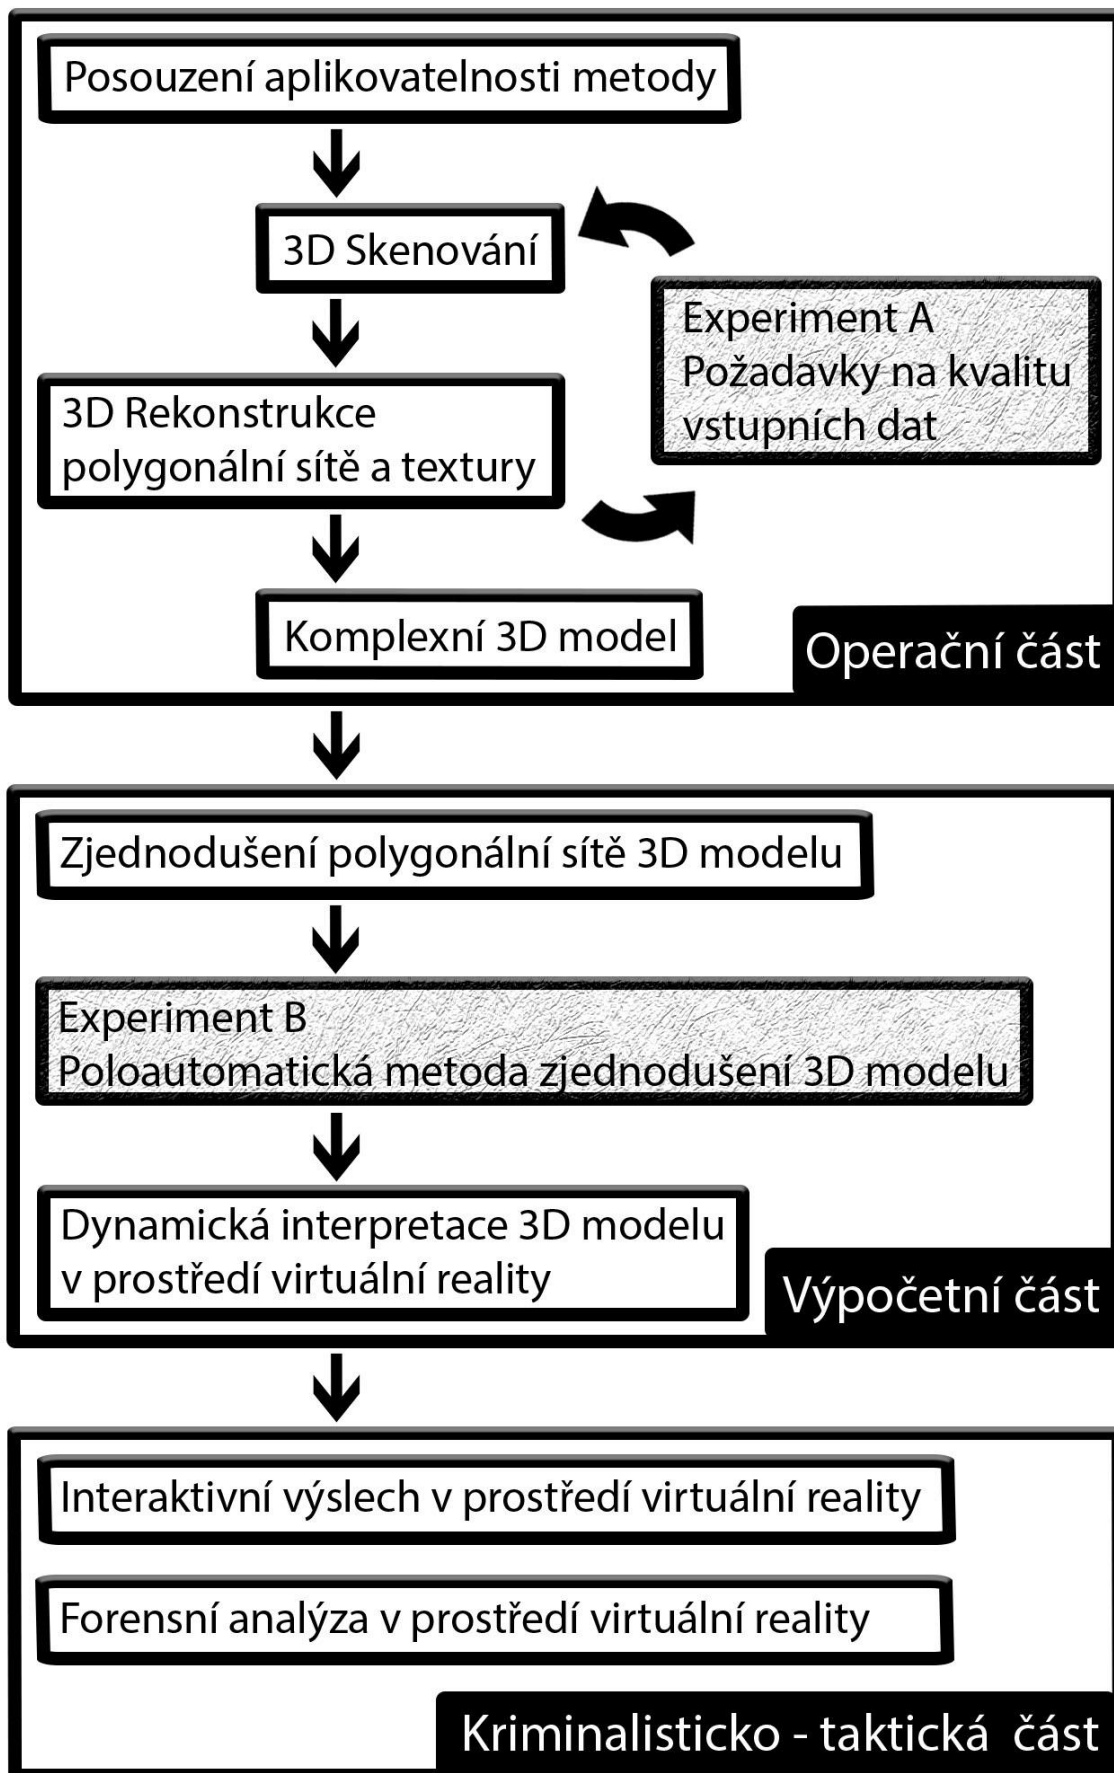 Posouzení aplikovatelnosti metody
3D Skenování
Experiment A
Požadavky na kvalitu
vstupních dat
3D Rekonstrukce
polygonální sítě a textury
Komplexní 3D model
Operační část
Zjednodušení polygonální sítě 3D modelu
Experiment B
Poloautomatická metoda zjednodušení 3D modelu
Dynamická interpretace 3D modelu
v prostředí virtuální reality
Výpočetní část
Interaktivní výslech v prostředí virtuální reality
Forensní analýza v prostředí virtuální reality
Kriminalisticko - taktická část